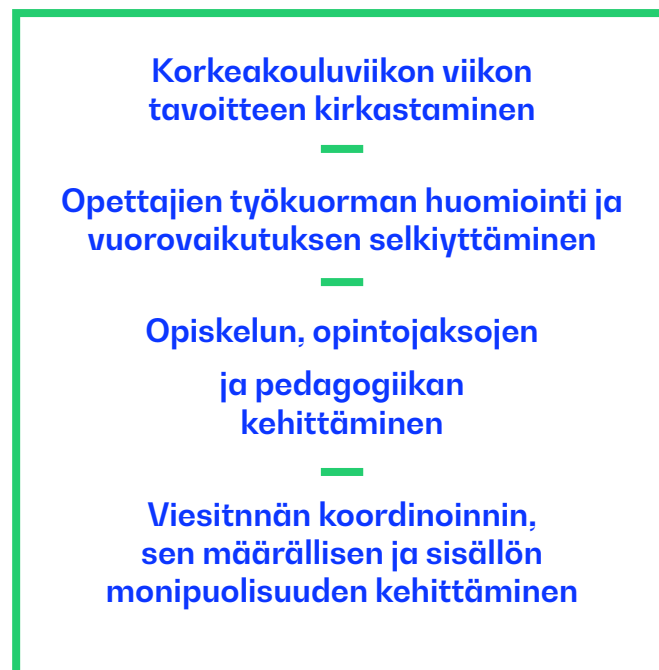 Korkeakouluviikon viikon
tavoitteen kirkastaminen
Opettajien työkuorman huomiointi ja
vuorovaikutuksen selkiyttäminen
Opiskelun, opintojaksojen
ja pedagogiikan
kehittäminen
Viesitnnän koordinoinnin,
sen määrällisen ja sisällön
monipuolisuuden kehittäminen